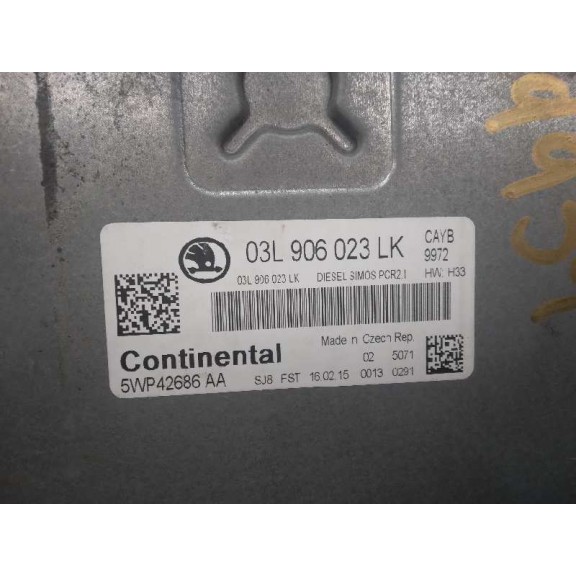 03L 906 023 LK CAYB
9972
03L 906 023 LK DIESEL SIMOS PCR2.1 HW: H33
Continental Made in Czech Rep.
02 5071
5WP42686 AA SJ8 FST 16.02.15 0013 0291